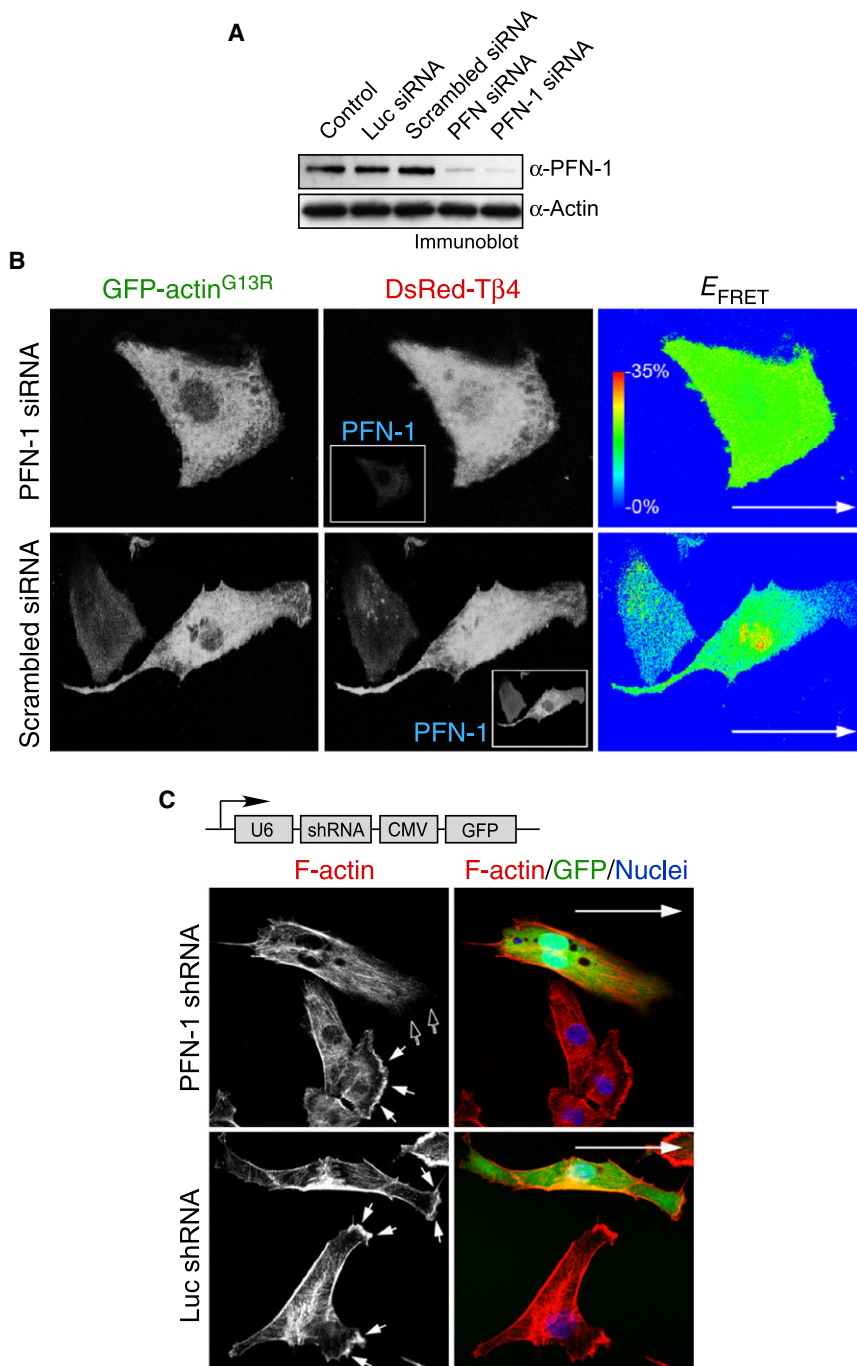 A
Control
Luc siRNA
Scrambled siRNA
PFN siRNA
PFN-1 siRNA
α-PFN-1
α-Actin
Immunoblot
B
GFP-actinG13R
DsRed-Tβ4
EFRET
PFN-1 siRNA
PFN-1
-35%
-0%
Scrambled siRNA
PFN-1
C
U6
shRNA
CMV
GFP
F-actin
F-actin/GFP/Nuclei
PFN-1 shRNA
Luc shRNA